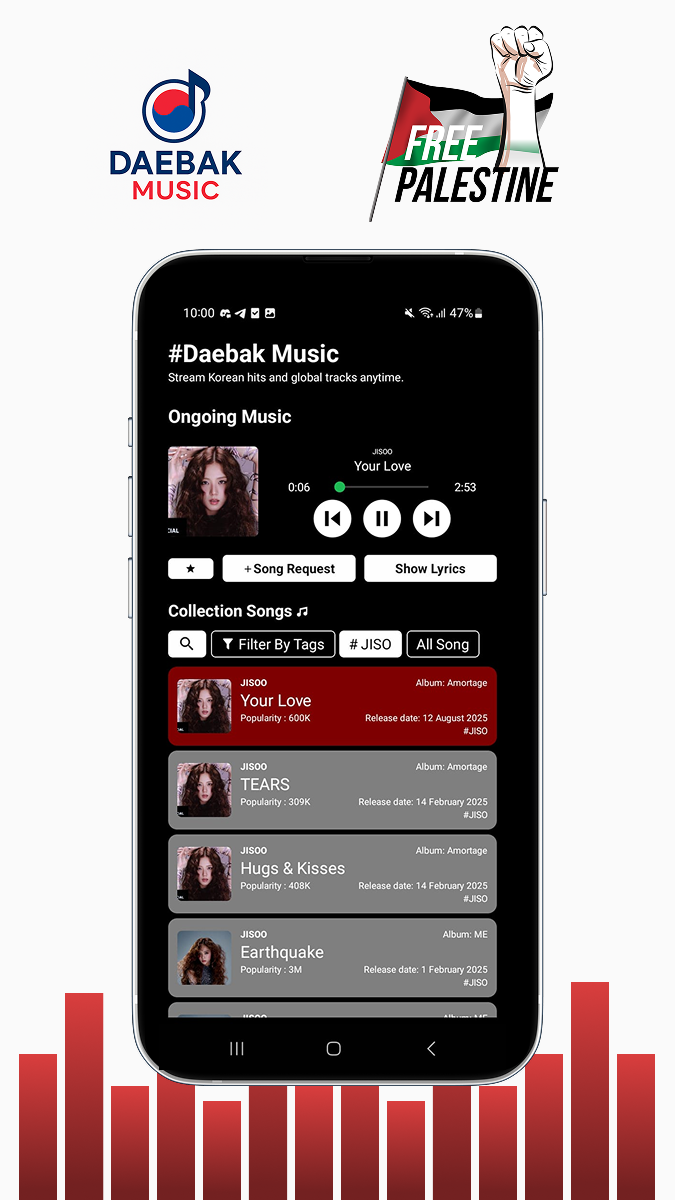 DAEBAK
MUSIC
FREE
PALESTINE
10:00
47%
#Daebak Music
Stream Korean hits and global tracks anytime.
Ongoing Music
JISOO
Your Love
0:06
2:53
CIAL
+ Song Request
Show Lyrics
Collection Songs
Filter By Tags
# JISO
All Song
JISOO
Album: Amortage
Your Love
Popularity : 600K
Release date: 12 August 2025
#JISO
JISOO
Album: Amortage
TEARS
Popularity : 309K
Release date: 14 February 2025
#JISO
JISOO
Album: Amortage
Hugs & Kisses
Popularity : 408K
Release date: 14 February 2025
#JISO
JISOO
Album: ME
Earthquake
Popularity : 3M
Release date: 1 February 2025
#JISO
JISOO
Album: ME